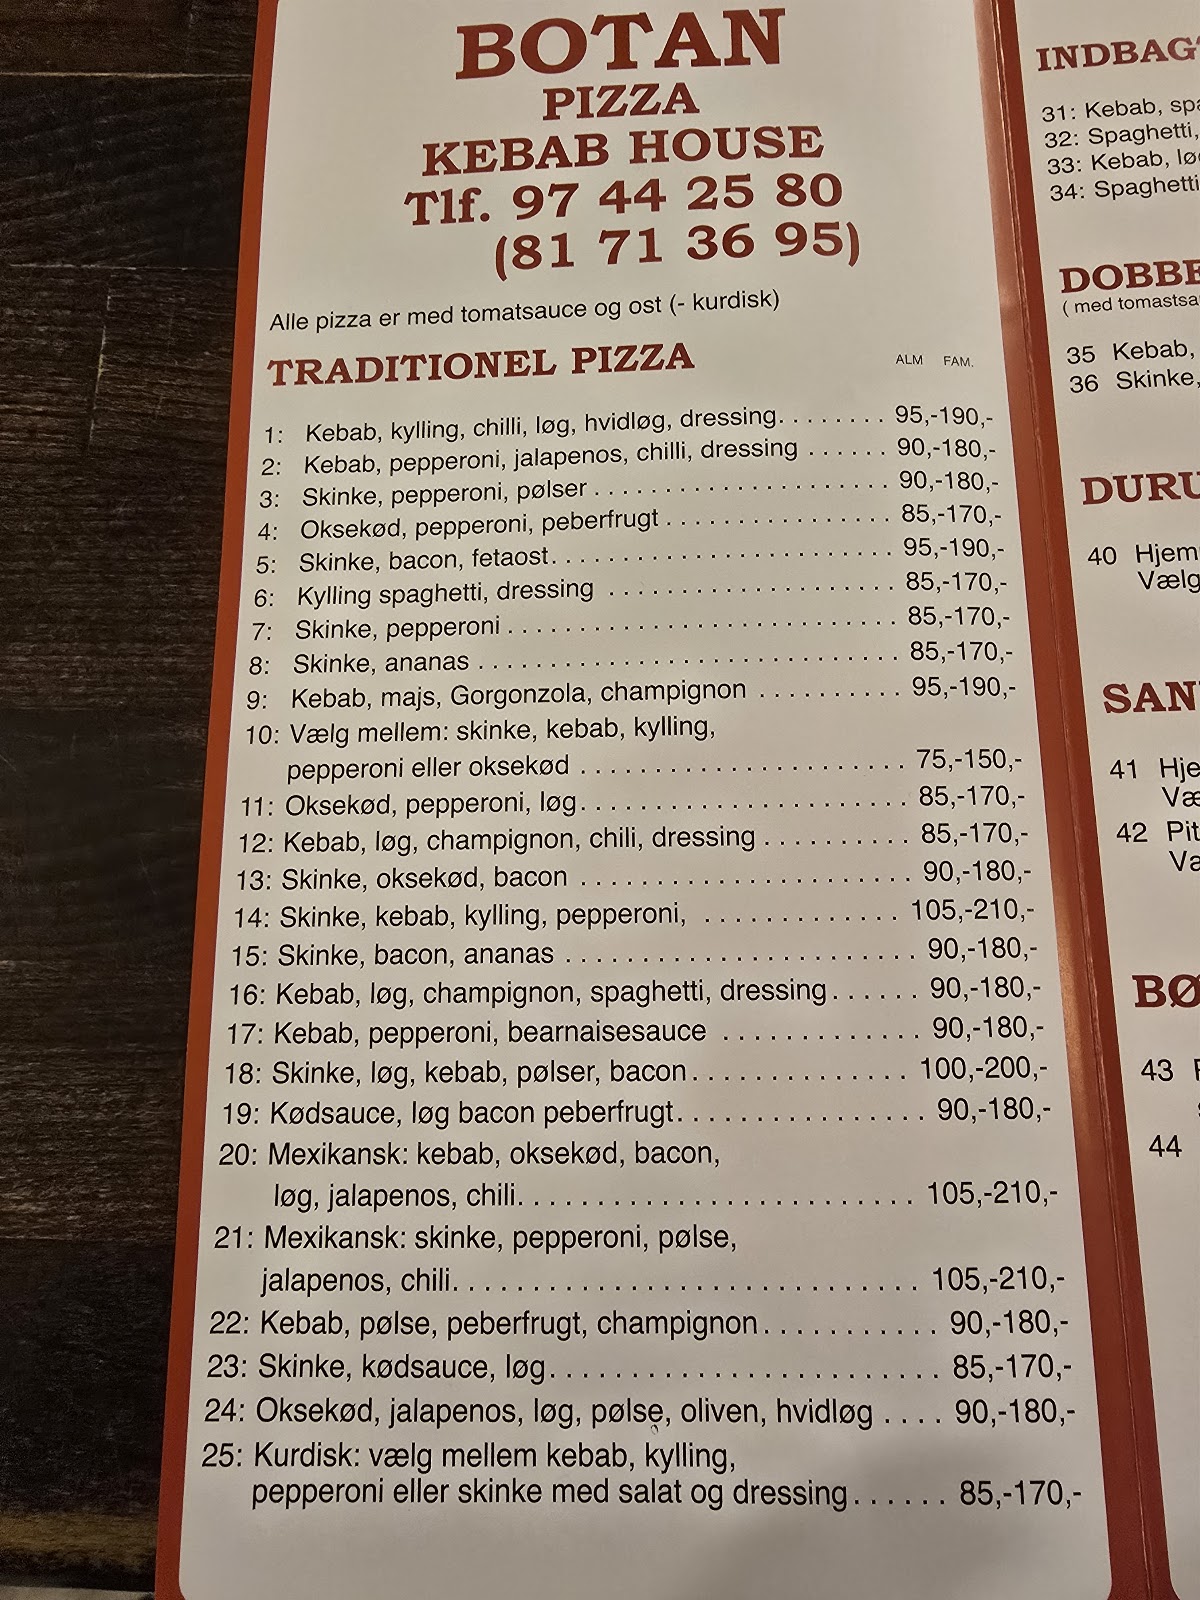 BOTAN
PIZZA
KEBAB HOUSE
Tlf. 97 44 25 80
(81 71 36 95)
Alle pizza er med tomatsauce og ost (- kurdisk)
TRADITIONEL PIZZA ALM FAM.
1: Kebab, kylling, chilli, løg, hvidløg, dressing. . . . . . . . 95,-190,-
2: Kebab, pepperoni, jalapenos, chilli, dressing . . . . . . 90,-180,-
3: Skinke, pepperoni, pølser . . . . . . . . . . . . . . . . . . . . . . 90,-180,-
4: Oksekød, pepperoni, peberfrugt . . . . . . . . . . . . . . . . . 85,-170,-
5: Skinke, bacon, fetaost. . . . . . . . . . . . . . . . . . . . . . . . . . 95,-190,-
6: Kylling spaghetti, dressing . . . . . . . . . . . . . . . . . . . . . . 85,-170,-
7: Skinke, pepperoni . . . . . . . . . . . . . . . . . . . . . . . . . . . . . 85,-170,-
8: Skinke, ananas . . . . . . . . . . . . . . . . . . . . . . . . . . . . . . . . 85,-170,-
9: Kebab, majs, Gorgonzola, champignon . . . . . . . . . . . 95,-190,-
10: Vælg mellem: skinke, kebab, kylling,
pepperoni eller oksekød . . . . . . . . . . . . . . . . . . . . . . . . . 75,-150,-
11: Oksekød, pepperoni, løg. . . . . . . . . . . . . . . . . . . . . . . . . 85,-170,-
12: Kebab, løg, champignon, chili, dressing . . . . . . . . . . . 85,-170,-
13: Skinke, oksekød, bacon . . . . . . . . . . . . . . . . . . . . . . . . . 90,-180,-
14: Skinke, kebab, kylling, pepperoni, . . . . . . . . . . . . . . . 105,-210,-
15: Skinke, bacon, ananas . . . . . . . . . . . . . . . . . . . . . . . . . . 90,-180,-
16: Kebab, løg, champignon, spaghetti, dressing. . . . . . 90,-180,-
17: Kebab, pepperoni, bearnaisesauce . . . . . . . . . . . . . . . 90,-180,-
18: Skinke, løg, kebab, pølser, bacon. . . . . . . . . . . . . . . . 100,-200,-
19: Kødsauce, løg bacon peberfrugt. . . . . . . . . . . . . . . . . . 90,-180,-
20: Mexikansk: kebab, oksekød, bacon,
løg, jalapenos, chili. . . . . . . . . . . . . . . . . . . . . . . . . . . . . 105,-210,-
21: Mexikansk: skinke, pepperoni, pølse,
jalapenos, chili. . . . . . . . . . . . . . . . . . . . . . . . . . . . . . . . . . 105,-210,-
22: Kebab, pølse, peberfrugt, champignon. . . . . . . . . . . . 90,-180,-
23: Skinke, kødsauce, løg. . . . . . . . . . . . . . . . . . . . . . . . . . . 85,-170,-
24: Oksekød, jalapenos, løg, pølse, oliven, hvidløg . . . . 90,-180,-
25: Kurdisk: vælg mellem kebab, kylling,
pepperoni eller skinke med salat og dressing. . . . . . 85,-170,-
INDBAG
31: Kebab, spa
32: Spaghetti,
33: Kebab, lø
34: Spaghetti
DOBBE
( med tomastsa
35 Kebab,
36 Skinke,
DURU
40 Hjem
Vælg
SAN
41 Hje
Væ
42 Pit
Væ
BØ
43
44